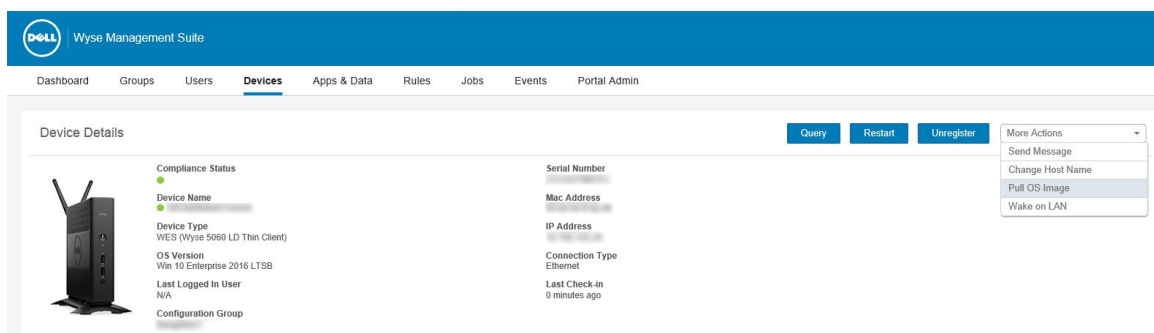 DELL
Wyse Management Suite
Dashboard Groups Users Devices Apps & Data Rules Jobs Events Portal Admin
Device Details
Query Restart Unregister More Actions
Send Message
Change Host Name
Pull OS Image
Wake on LAN
Compliance Status
Device Name
Device Type
WES (Wyse 5060 LD Thin Client)
OS Version
Win 10 Enterprise 2016 LTSB
Last Logged In User
N/A
Configuration Group
Serial Number
Mac Address
IP Address
Connection Type
Ethernet
Last Check-in
0 minutes ago